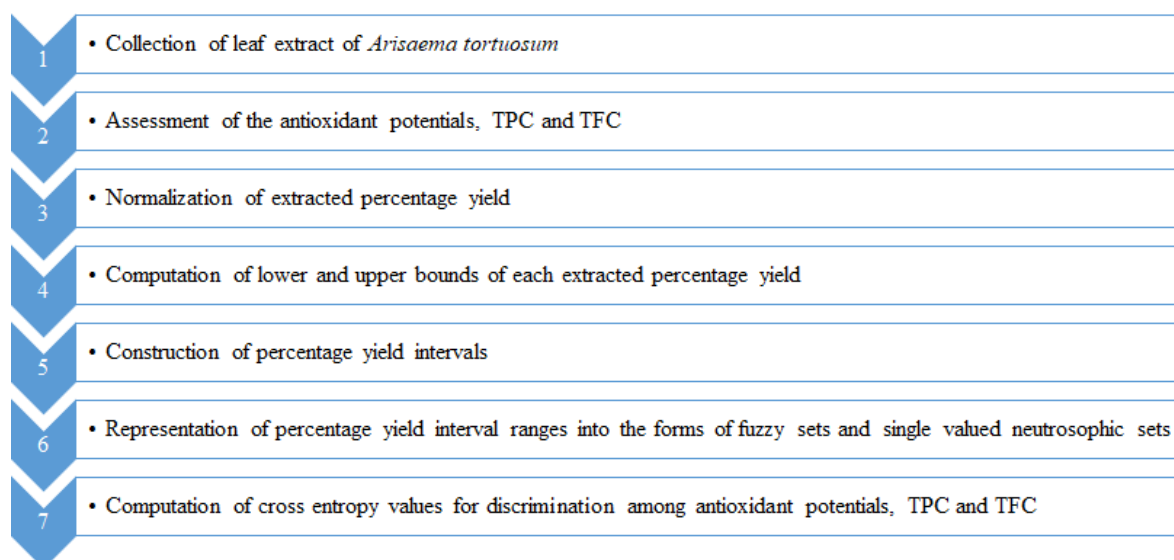 1 • Collection of leaf extract of Arisaema tortuosum
2 • Assessment of the antioxidant potentials, TPC and TFC
3 • Normalization of extracted percentage yield
4 • Computation of lower and upper bounds of each extracted percentage yield
5 • Construction of percentage yield intervals
6 • Representation of percentage yield interval ranges into the forms of fuzzy sets and single valued neutrosophic sets
7 • Computation of cross entropy values for discrimination among antioxidant potentials, TPC and TFC